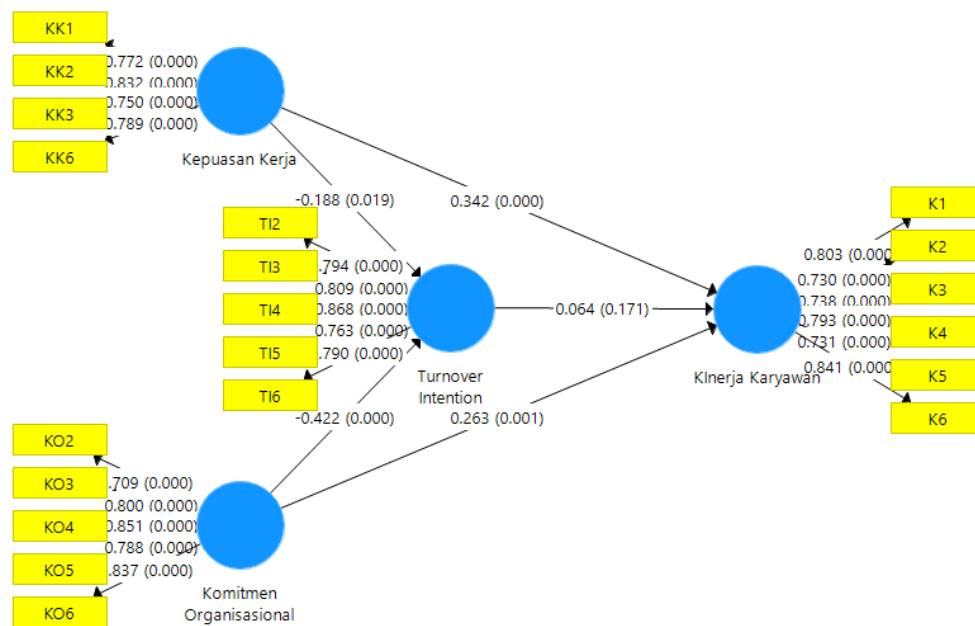 KK1
KK2
KK3
KK6
0.772 (0.000)
0.832 (0.000)
0.750 (0.000)
0.789 (0.000)
Kepuasan Kerja
-0.188 (0.019)
0.342 (0.000)
TI2
TI3
TI4
TI5
TI6
.794 (0.000)
0.809 (0.000)
0.868 (0.000)
0.763 (0.000)
.790 (0.000)
Turnover
Intention
0.064 (0.171)
-0.422 (0.000)
0.263 (0.001)
K1
K2
K3
K4
K5
K6
0.803 (0.000
0.730 (0.000)
0.738 (0.000)
0.793 (0.000)
0.731 (0.000)
0.841 (0.000
KInerja Karyawan
KO2
KO3
KO4
KO5
KO6
.709 (0.000)
0.800 (0.000)
0.851 (0.000)
0.788 (0.000)
.837 (0.000)
Komitmen
Organisasional